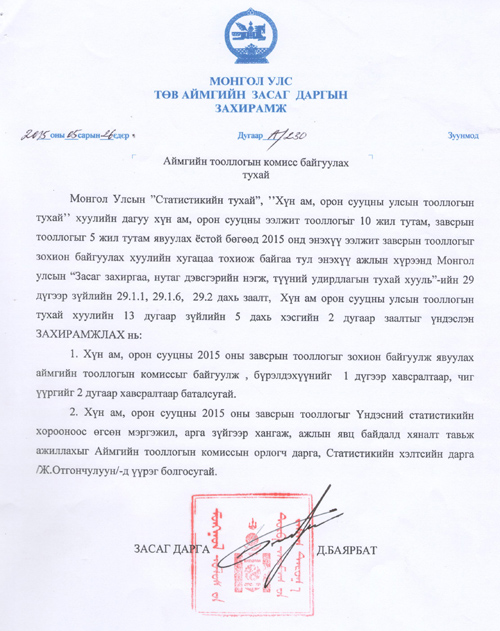 МОНГОЛ УЛС
ТӨВ АЙМГИЙН ЗАСАГ ДАРГЫН
ЗАХИРАМЖ
2015 оны 05 сарын 26 өдөр Дугаар А/230 Зуунмод
Аймгийн тооллогын комисс байгуулах
тухай
Монгол Улсын "Статистикийн тухай", ''Хүн ам, орон сууцны улсын тооллогын
тухай'' хуулийн дагуу хүн ам, орон сууцны ээлжит тооллогыг 10 жил тутам, завсрын
тооллогыг 5 жил тутам явуулах ёстой бөгөөд 2015 онд энэхүү ээлжит завсрын тооллогыг
зохион байгуулах хуулийн хугацаа тохиож байгаа тул энэхүү ажлын хүрээнд Монгол
улсын "Засаг захиргаа, нутаг дэвсгэрийн нэгж, түүний удирдлагын тухай хууль"-ийн 29
дүгээр зүйлийн 29.1.1, 29.1.6, 29.2 дахь заалт, Хүн ам, орон сууцны улсын тооллогын
тухай хуулийн 13 дугаар зүйлийн 5 дахь хэсгийн 2 дугаар заалтыг үндэслэн
ЗАХИРАМЖЛАХ нь:
1. Хүн ам, орон сууцны 2015 оны завсрын тооллогыг зохион байгуулж явуулах
аймгийн тооллогын комиссыг байгуулж , бүрэлдэхүүнийг 1 дүгээр хавсралтаар, чиг
үүргийг 2 дугаар хавсралтаар баталсугай.
2. Хүн ам, орон сууцны 2015 оны завсрын тооллогыг Үндэсний статистикийн
хорооноос өгсөн мэргэжил, арга зүйгээр хангаж, ажлын явц байдалд хяналт тавьж
ажиллахыг Аймгийн тооллогын комиссын орлогч дарга, Статистикийн хэлтсийн дарга
/Ж.Отгончулуун/-д үүрэг болгосугай.
ЗАСАГ ДАРГА Д.БАЯРБАТ